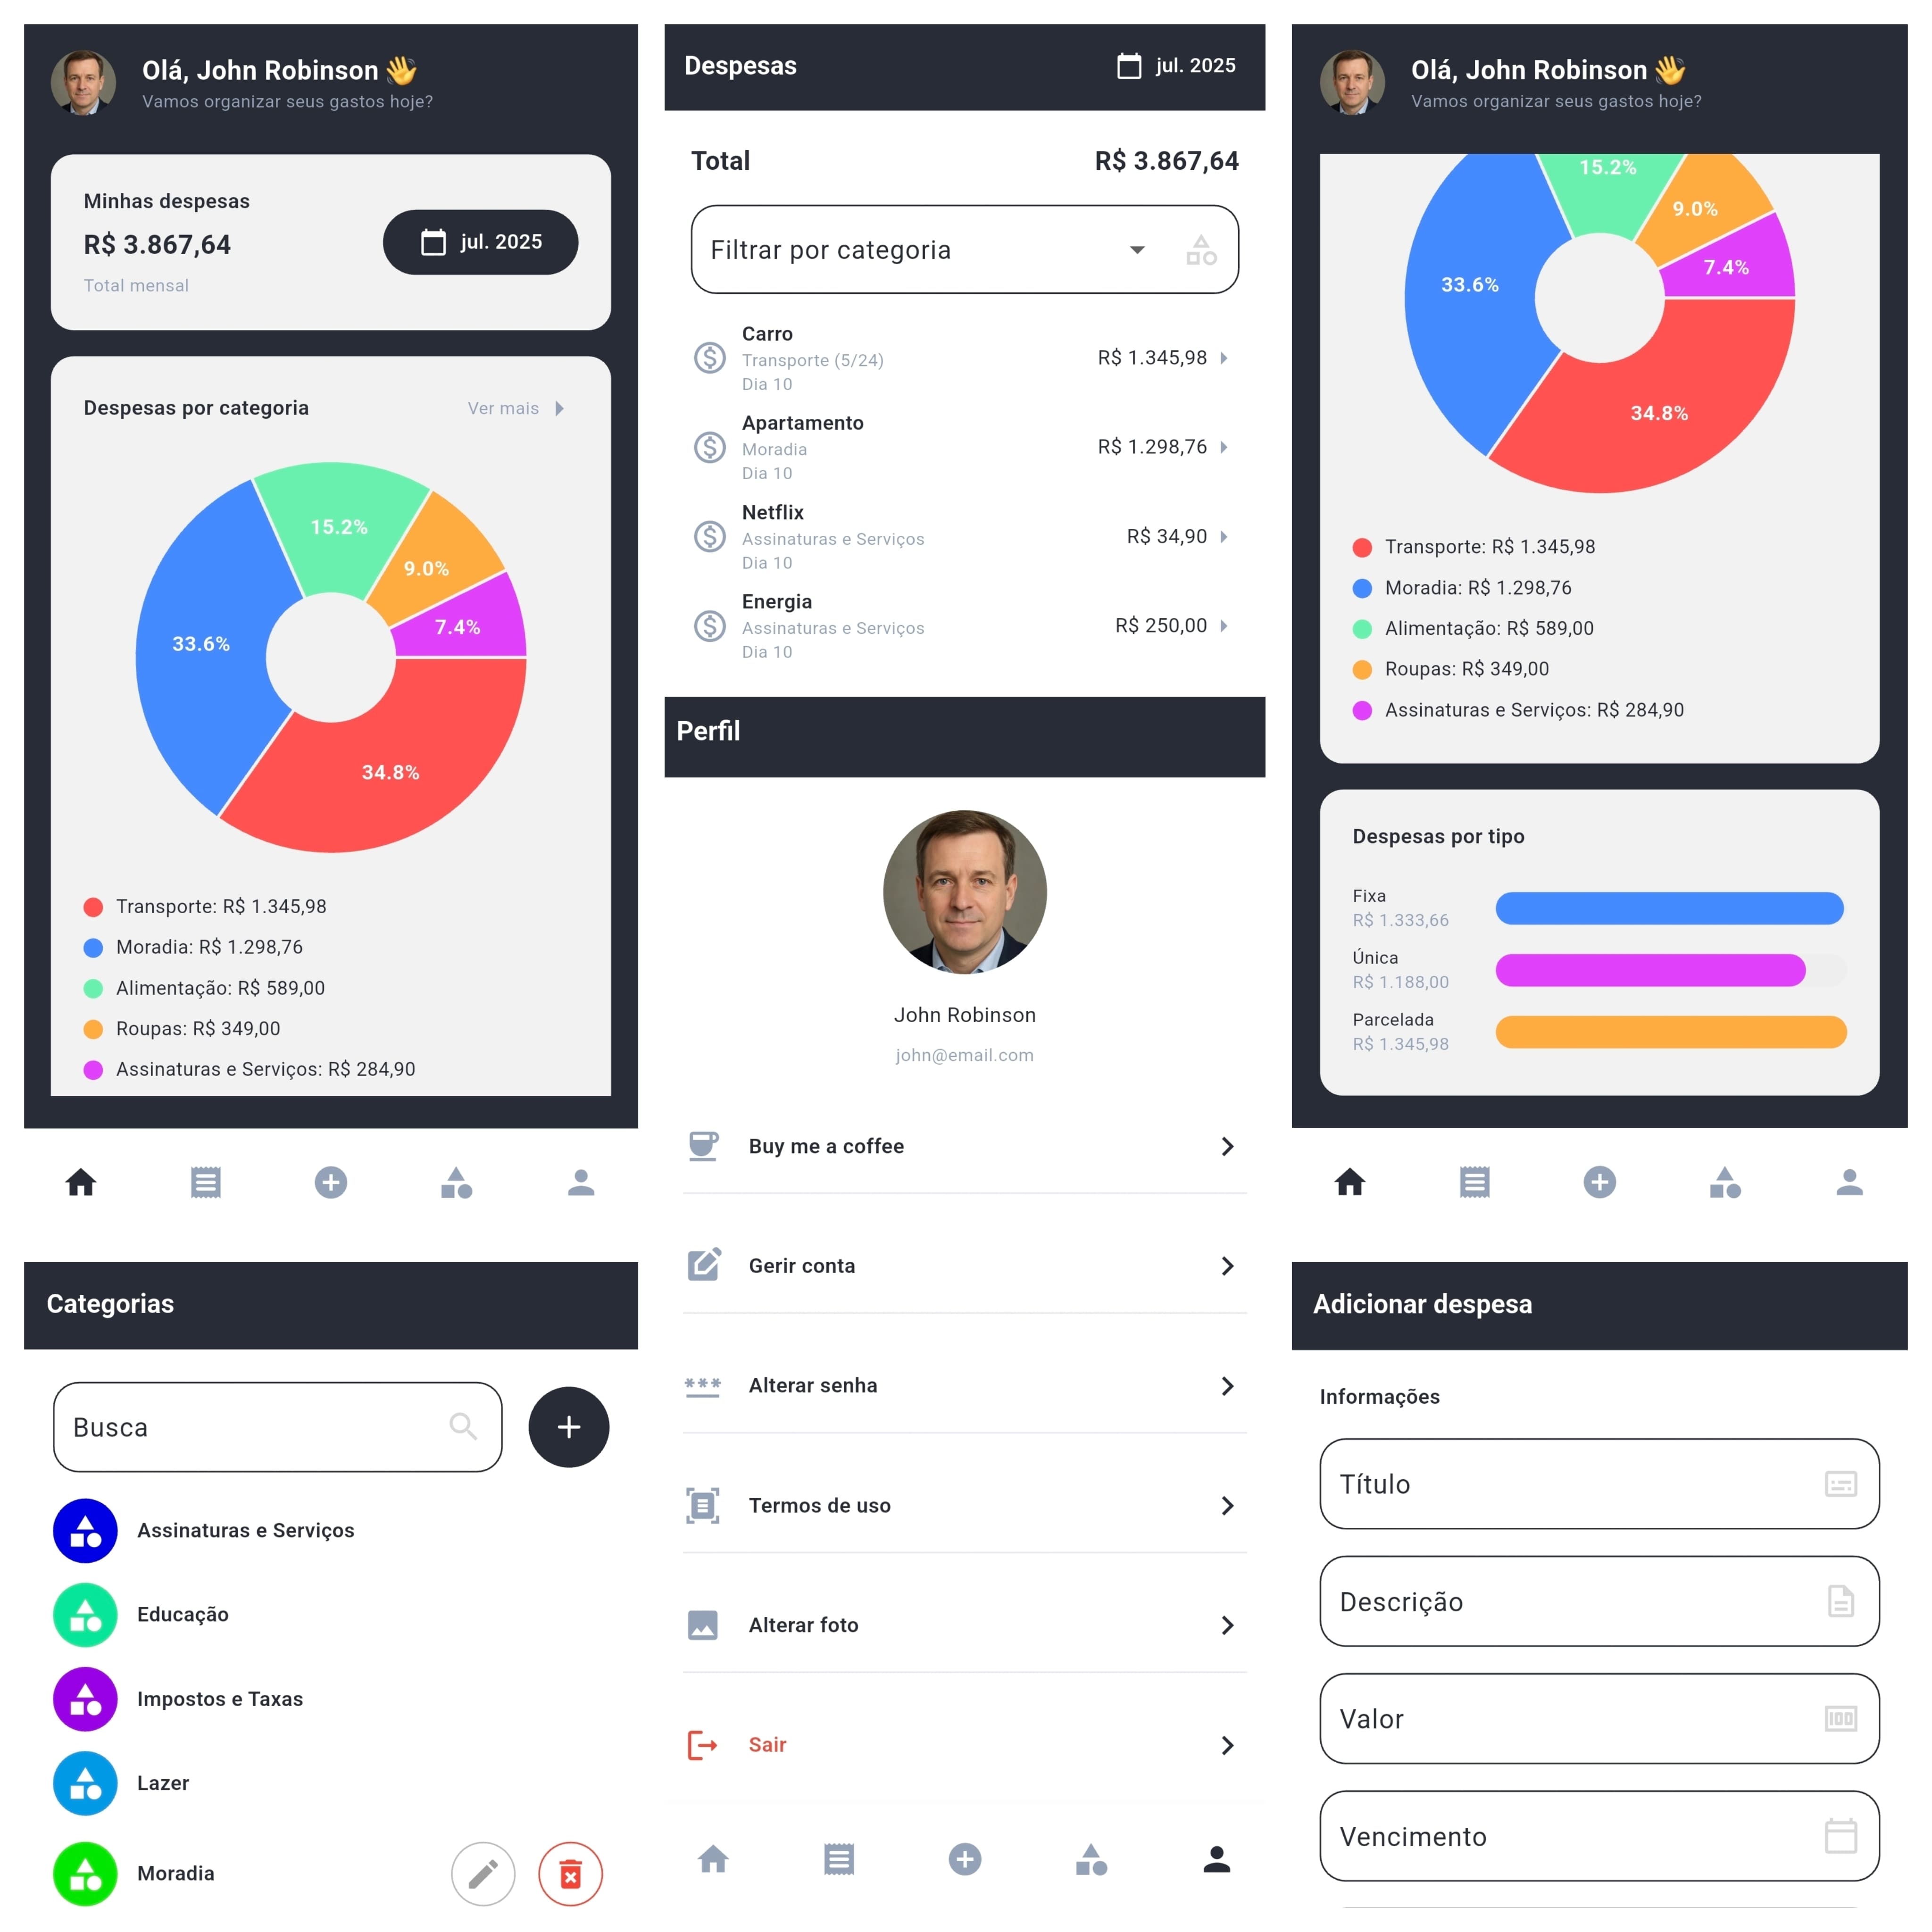 Olá, John Robinson 👋
Vamos organizar seus gastos hoje?
Minhas despesas
R$ 3.867,64
Total mensal
jul. 2025
Despesas por categoria
Ver mais
15.2%
9.0%
7.4%
33.6%
34.8%
Transporte: R$ 1.345,98
Moradia: R$ 1.298,76
Alimentação: R$ 589,00
Roupas: R$ 349,00
Assinaturas e Serviços: R$ 284,90
Categorias
Busca
Assinaturas e Serviços
Educação
Impostos e Taxas
Lazer
Moradia
Despesas
jul. 2025
Total
R$ 3.867,64
Filtrar por categoria
Carro
Transporte (5/24)
Dia 10
R$ 1.345,98
Apartamento
Moradia
Dia 10
R$ 1.298,76
Netflix
Assinaturas e Serviços
Dia 10
R$ 34,90
Energia
Assinaturas e Serviços
Dia 10
R$ 250,00
Perfil
John Robinson
john@email.com
Buy me a coffee
Gerir conta
***
Alterar senha
Termos de uso
Alterar foto
Sair
Olá, John Robinson 👋
Vamos organizar seus gastos hoje?
15.2%
9.0%
7.4%
33.6%
34.8%
Transporte: R$ 1.345,98
Moradia: R$ 1.298,76
Alimentação: R$ 589,00
Roupas: R$ 349,00
Assinaturas e Serviços: R$ 284,90
Despesas por tipo
Fixa
R$ 1.333,66
Única
R$ 1.188,00
Parcelada
R$ 1.345,98
Adicionar despesa
Informações
Título
Descrição
Valor
100
Vencimento